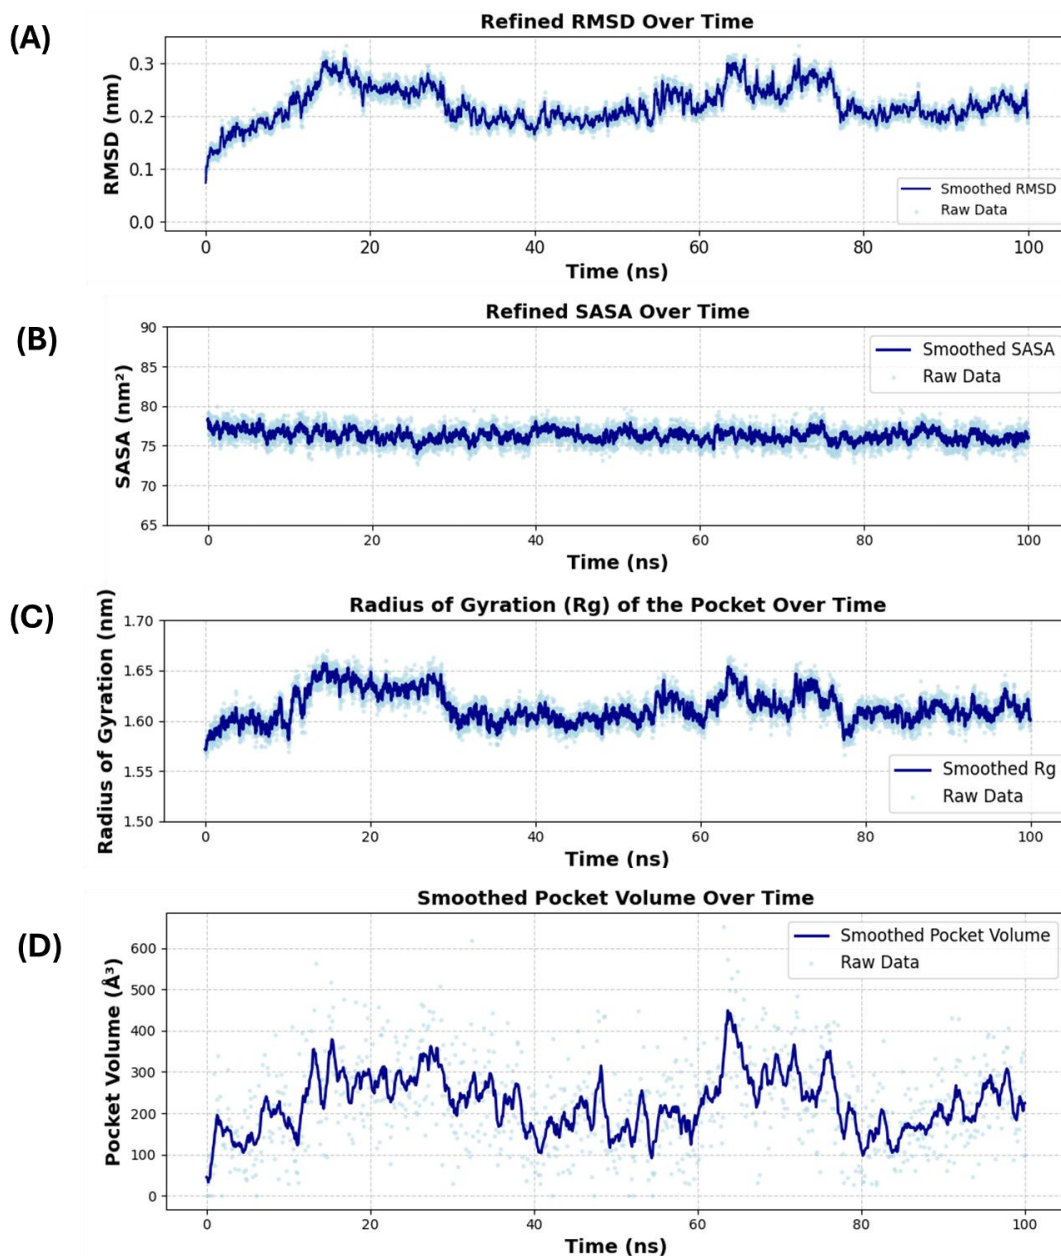 (A)
Refined RMSD Over Time
RMSD (nm)
0.3
0.2
0.1
0.0
Smoothed RMSD
Raw Data
0 20 40 60 80 100
Time (ns)
(B)
Refined SASA Over Time
SASA (nm²)
90
85
80
75
70
65
Smoothed SASA
Raw Data
0 20 40 60 80 100
Time (ns)
(C)
Radius of Gyration (Rg) of the Pocket Over Time
Radius of Gyration (nm)
1.70
1.65
1.60
1.55
1.50
Smoothed Rg
Raw Data
0 20 40 60 80 100
Time (ns)
(D)
Smoothed Pocket Volume Over Time
Pocket Volume (Å³)
600
500
400
300
200
100
0
Smoothed Pocket Volume
Raw Data
0 20 40 60 80 100
Time (ns)